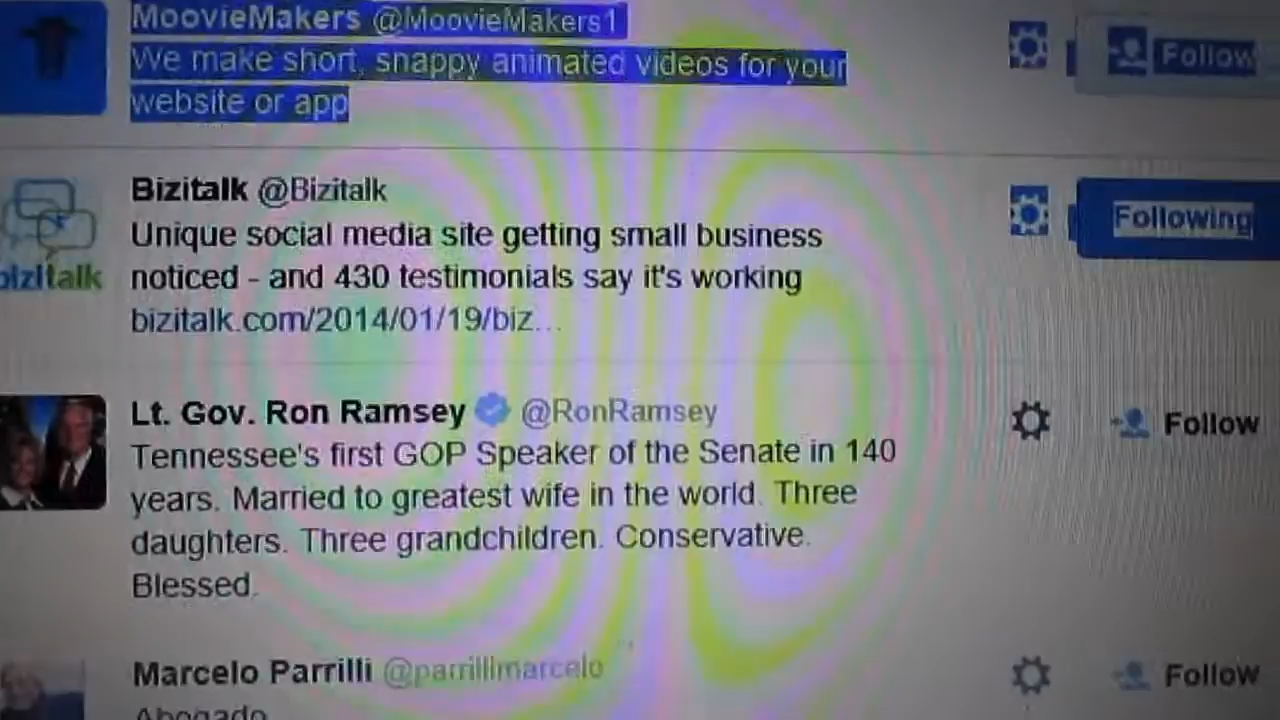 MoovieMakers @MoovieMakers1
Follow
We make short, snappy animated videos for your
website or app
Bizitalk @Bizitalk
Following
Unique social media site getting small business
noticed - and 430 testimonials say it's working
bizitalk
bizitalk.com/2014/01/19/biz...
Lt. Gov. Ron Ramsey @RonRamsey
Follow
Tennessee's first GOP Speaker of the Senate in 140
years. Married to greatest wife in the world. Three
daughters. Three grandchildren. Conservative.
Blessed.
Marcelo Parrilli @parrillimarcelo
Follow
Abogado